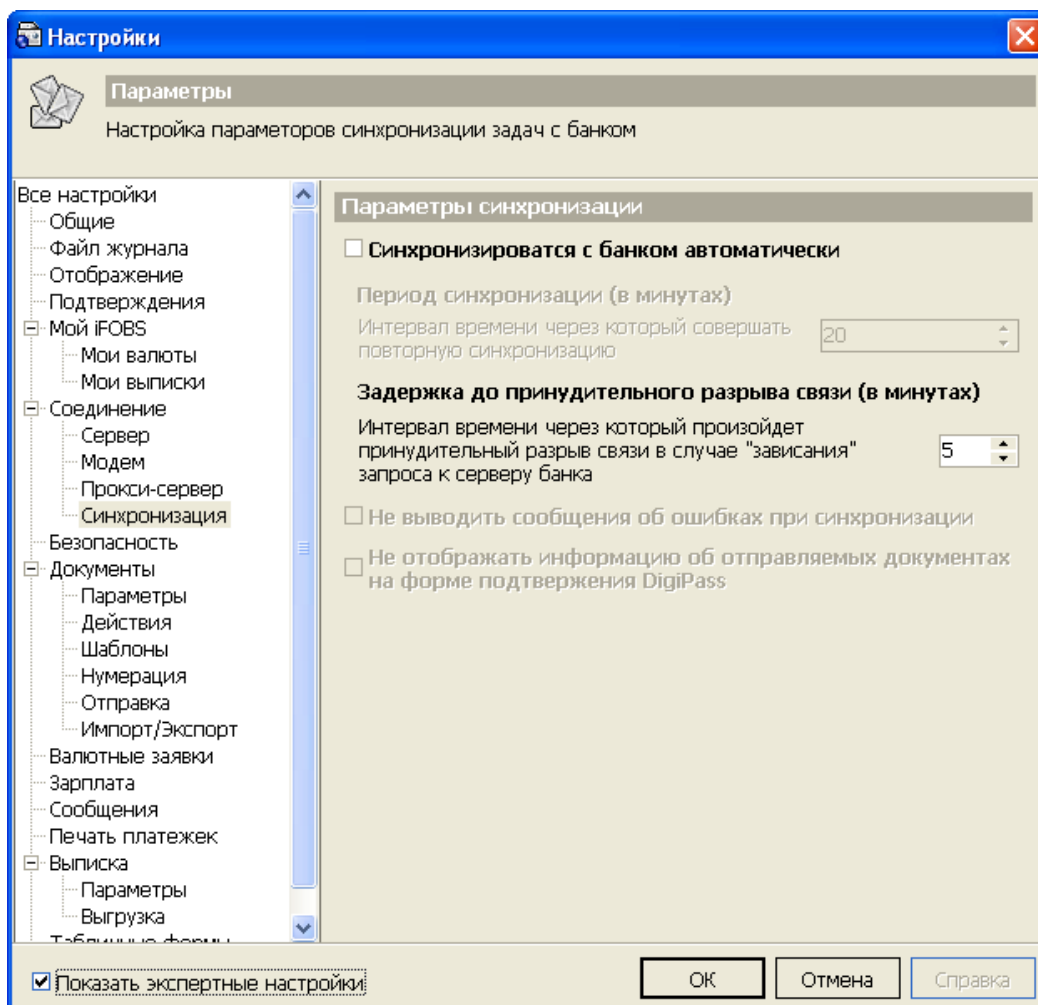 Настройки
Параметры
Настройка параметоров синхронизации задач с банком
Все настройки
Общие
Файл журнала
Отображение
Подтверждения
Мой iFOBS
Мои валюты
Мои выписки
Соединение
Сервер
Модем
Прокси-сервер
Синхронизация
Безопасность
Документы
Параметры
Действия
Шаблоны
Нумерация
Отправка
Импорт/Экспорт
Валютные заявки
Зарплата
Сообщения
Печать платежек
Выписка
Параметры
Выгрузка
Табличные формы
Параметры синхронизации
Синхронизироватся с банком автоматически
Период синхронизации (в минутах)
Интервал времени через который совершать
повторную синхронизацию
20
Задержка до принудительного разрыва связи (в минутах)
Интервал времени через который произойдет
принудительный разрыв связи в случае "зависания"
запроса к серверу банка
5
Не выводить сообщения об ошибках при синхронизации
Не отображать информацию об отправляемых документах
на форме подтвержения DigiPass
Показать экспертные настройки
ОК
Отмена
Справка